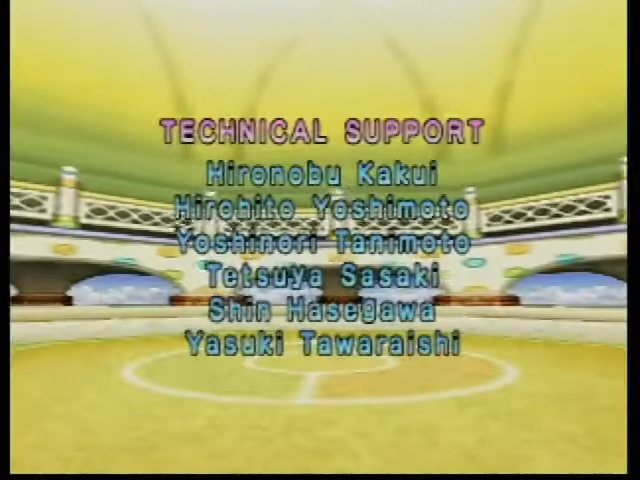 TECHNICAL SUPPORT
Hironobu Kakui
Hirohito Yoshimoto
Yoshinori Tanimoto
Tetsuya Sasaki
Shin Hasegawa
Yasuki Tawaraishi